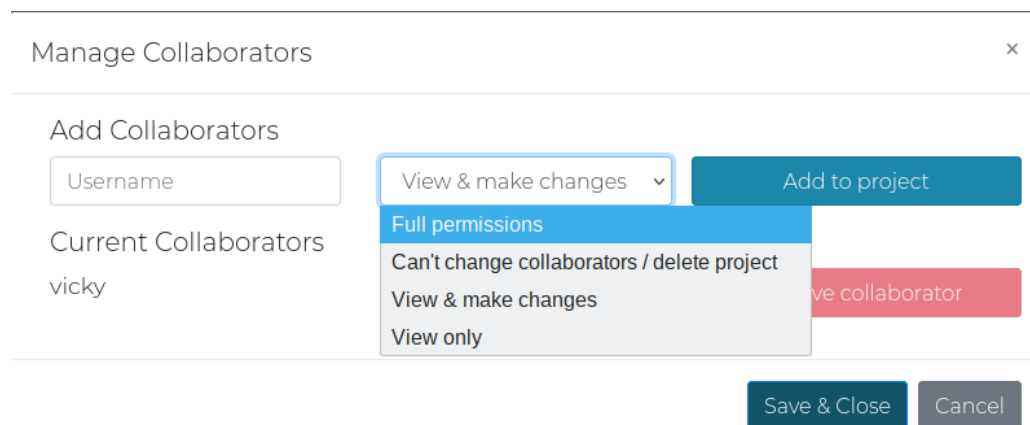 Manage Collaborators ×
Add Collaborators
Username View & make changes Add to project
Full permissions
Can't change collaborators / delete project
View & make changes
View only
Current Collaborators
vicky collaborator
Save & Close Cancel